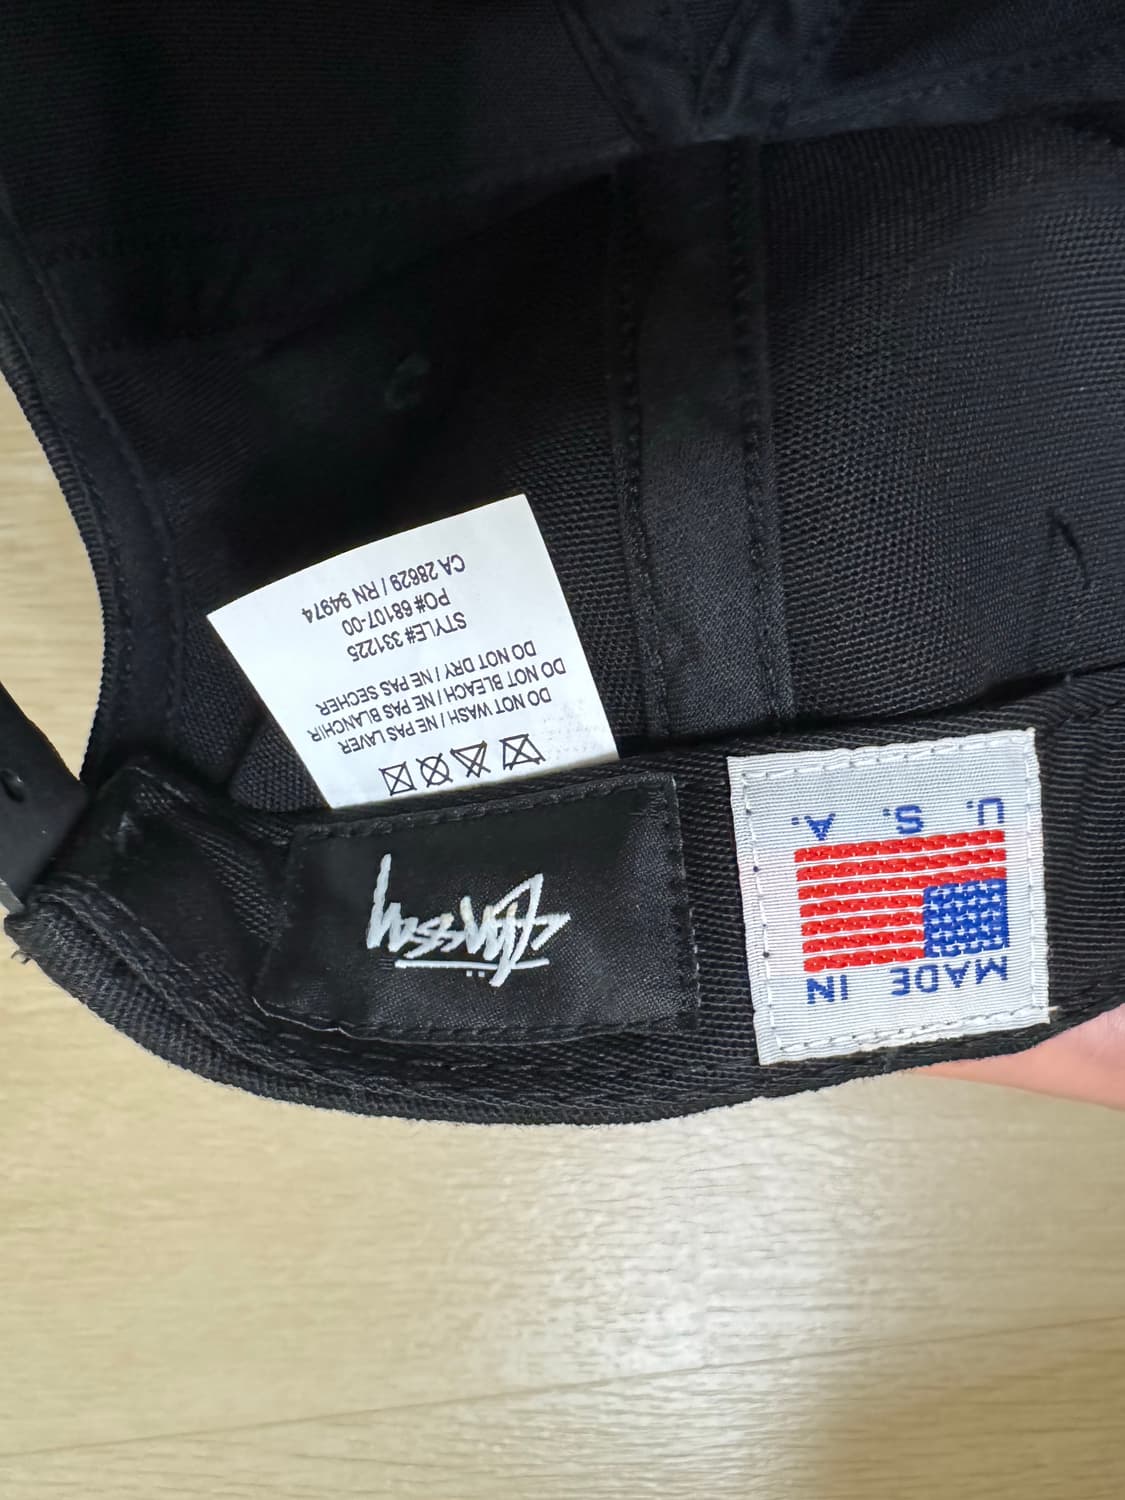 DO NOT WASH / NE PAS LAVER
DO NOT BLEACH / NE PAS BLANCHIR
DO NOT DRY / NE PAS SECHER
STYLE# 331225
PO# 68107-00
CA 28629 / RN 94974
Stüssy
MADE IN
U. S. A.